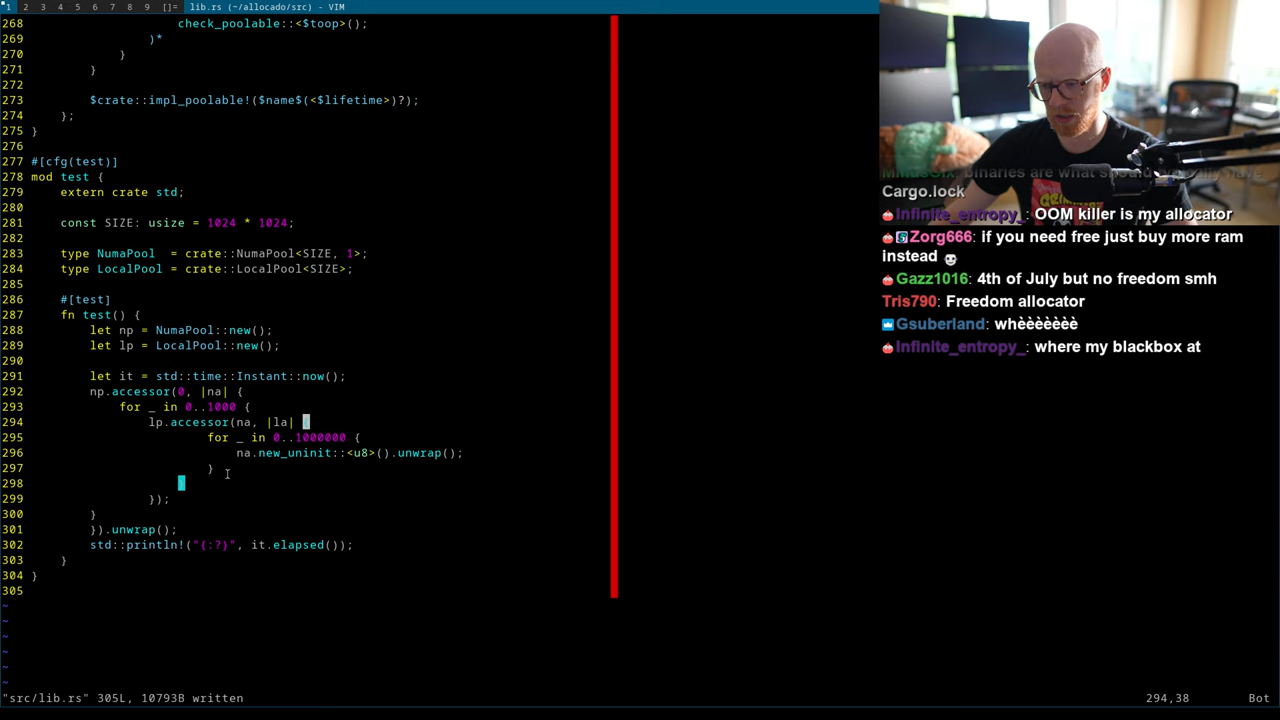 1 2 3 4 5 6 7 8 9 []= lib.rs (~/allocado/src) - VIM
268 check_poolable::<$toop>();
269 )*
270 }
271 }
272
273 $crate::impl_poolable!($name$(<$lifetime>)?);
274 };
275 }
276
277 #[cfg(test)]
278 mod test {
279 extern crate std;
280
281 const SIZE: usize = 1024 * 1024;
282
283 type NumaPool  = crate::NumaPool<SIZE, 1>;
284 type LocalPool = crate::LocalPool<SIZE>;
285
286 #[test]
287 fn test() {
288 let np = NumaPool::new();
289 let lp = LocalPool::new();
290
291 let it = std::time::Instant::now();
292 np.accessor(0, |na| {
293 for _ in 0..1000 {
294 lp.accessor(na, |la| {
295 for _ in 0..1000000 {
296 na.new_uninit::<u8>().unwrap();
297 }
298 }
299 });
300 }
301 }).unwrap();
302 std::println!("{:?}", it.elapsed());
303 }
304 }
305
~
~
~
~
~
~
"src/lib.rs" 305L, 10793B written 294,38 Bot
binaries are what should
have
Cargo.lock
Infinite_entropy_: OOM killer is my allocator
Zorg666: if you need free just buy more ram
instead
Gazz1016: 4th of July but no freedom smh
Tris790: Freedom allocator
Gsuberland: whèèèèèèè
Infinite_entropy_: where my blackbox at